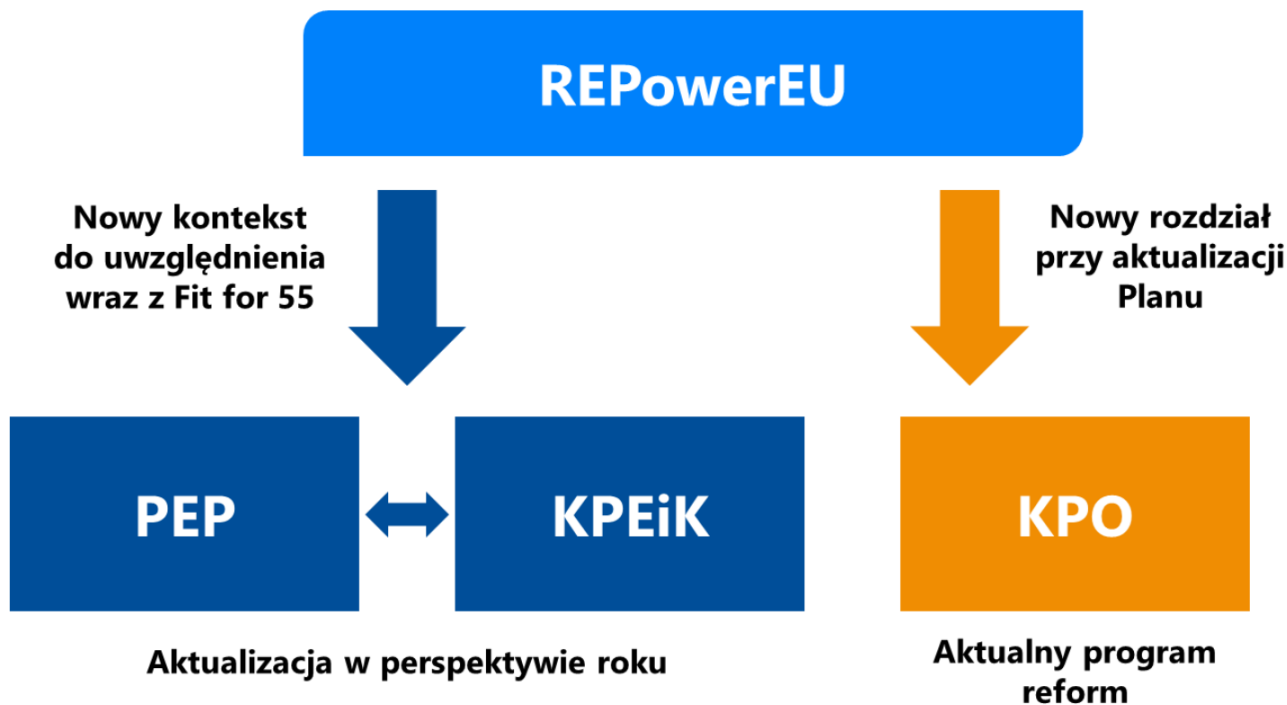 REPowerEU
Nowy kontekst
do uwzględnienia
wraz z Fit for 55
Nowy rozdział
przy aktualizacji
Planu
PEP
KPEiK
KPO
Aktualizacja w perspektywie roku
Aktualny program
reform